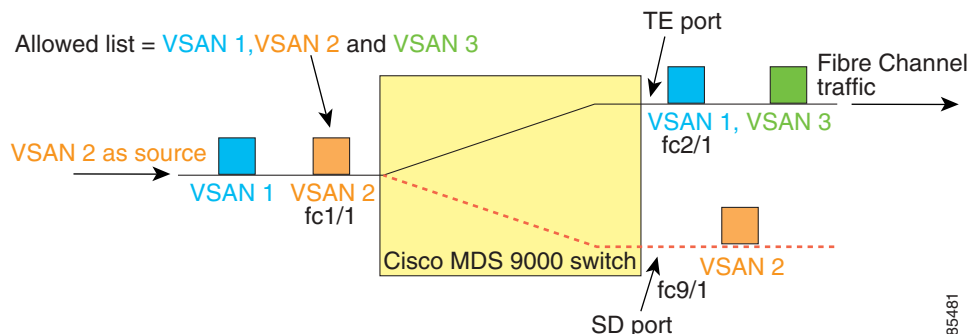 TE port
Allowed list = VSAN 1,VSAN 2 and VSAN 3
Fibre Channel
traffic
VSAN 1, VSAN 3
fc2/1
VSAN 2 as source
VSAN 1
VSAN 2
fc1/1
Cisco MDS 9000 switch
VSAN 2
fc9/1
SD port
85481